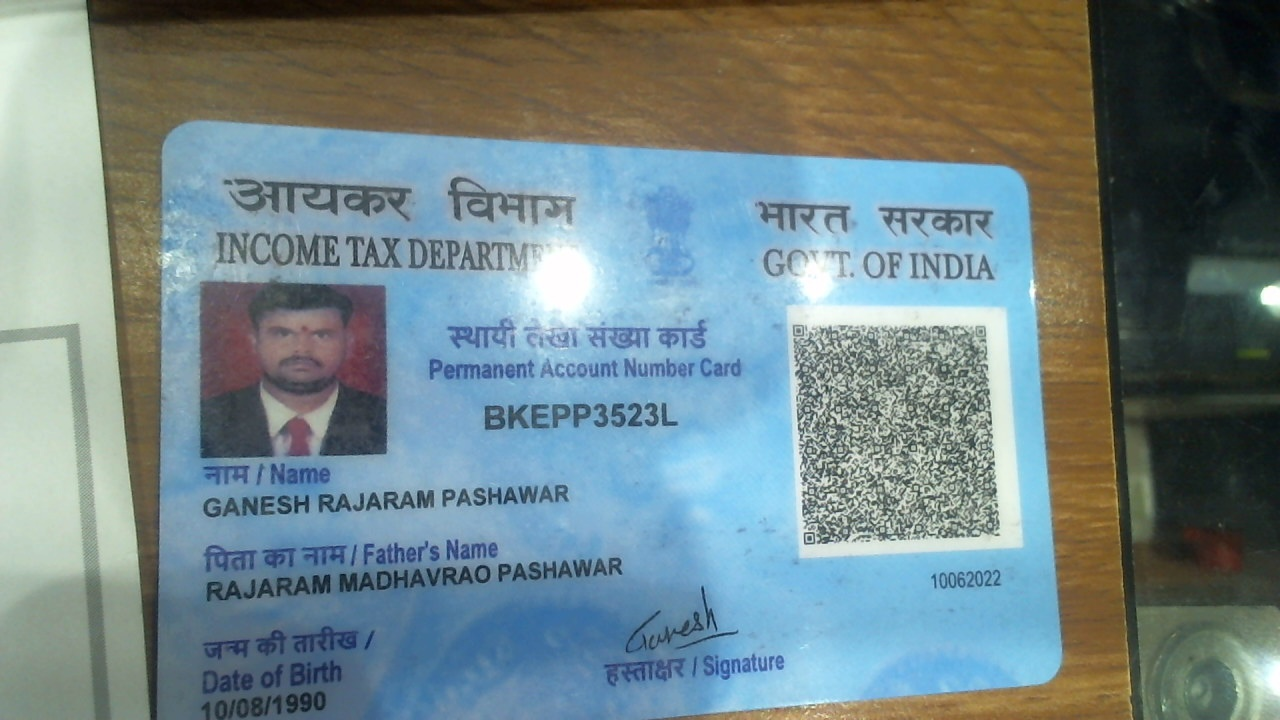 आयकर विभाग
INCOME TAX DEPARTMENT
भारत सरकार
GOVT. OF INDIA
स्थायी लेखा संख्या कार्ड
Permanent Account Number Card
BKEPP3523L
नाम / Name
GANESH RAJARAM PASHAWAR
पिता का नाम / Father's Name
RAJARAM MADHAVRAO PASHAWAR
10062022
जन्म की तारीख /
Date of Birth
10/08/1990
Ganesh
हस्ताक्षर / Signature